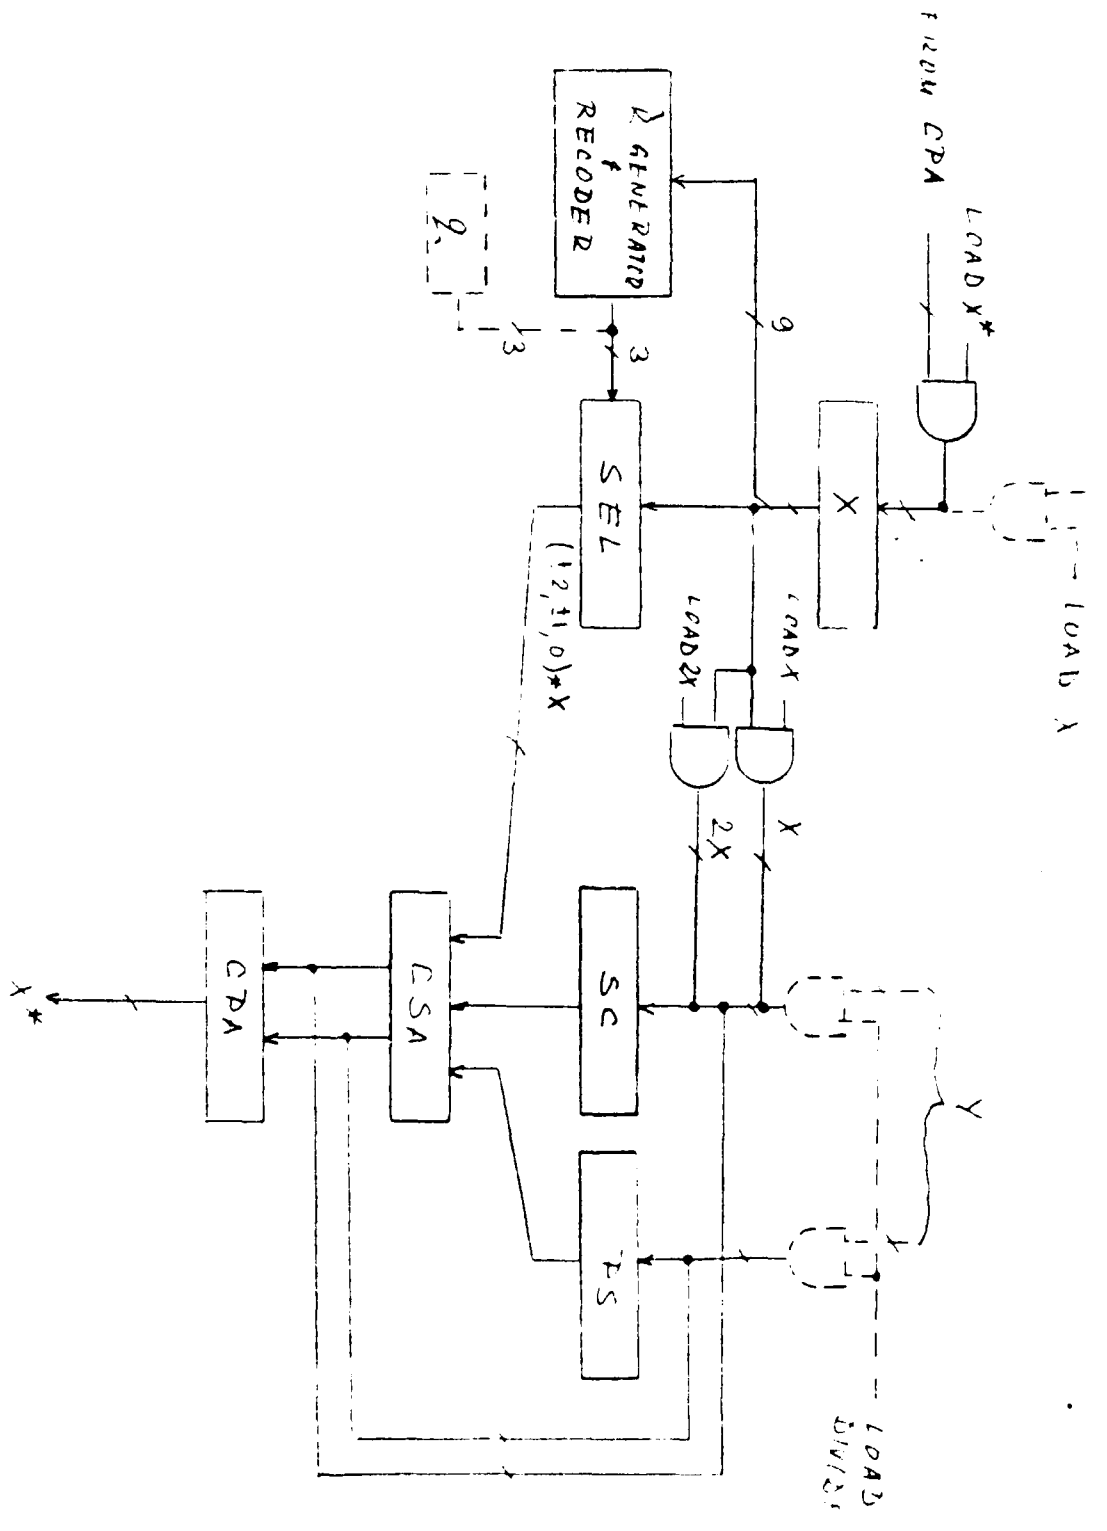 FROM CPA
LOAD X*
LOAD X
X
9
GENERATOR
+
RECODER
3
3
SEL
LOAD X
LOAD 2X
X
2X
(±2, ±1, 0)*X
Y
LOAD
SC
PS
CSA
CPA
X*